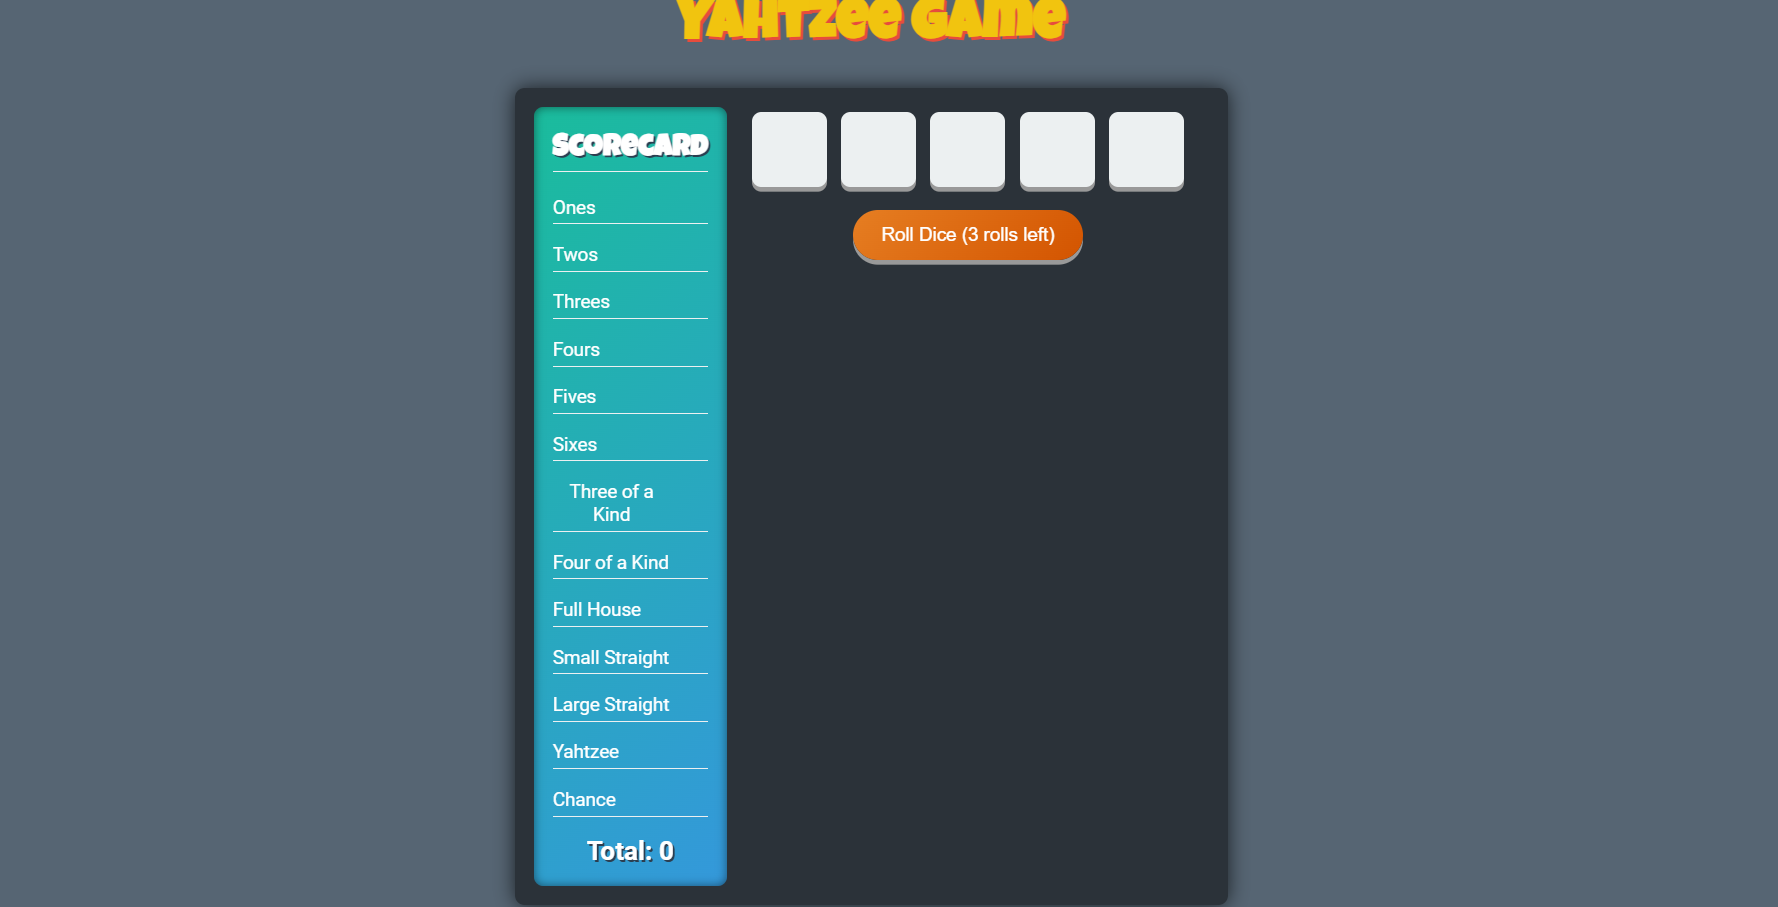 Yahtzee Game
Scorecard
Ones
Twos
Threes
Fours
Fives
Sixes
Three of a
Kind
Four of a Kind
Full House
Small Straight
Large Straight
Yahtzee
Chance
Total: 0
Roll Dice (3 rolls left)